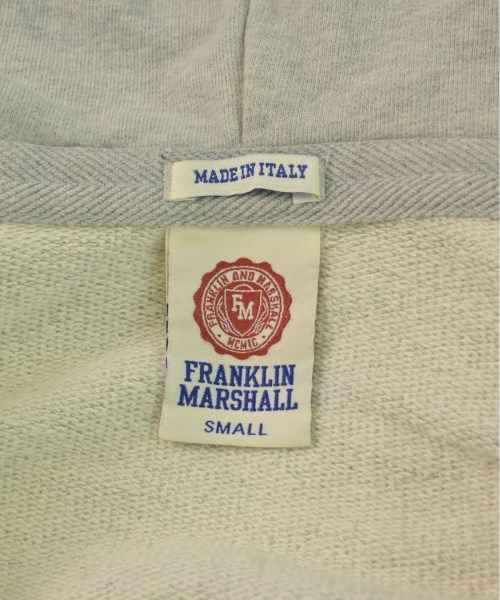 MADE IN ITALY
FRANKLIN AND MARSHALL
FM
MCMIC
FRANKLIN
MARSHALL
SMALL